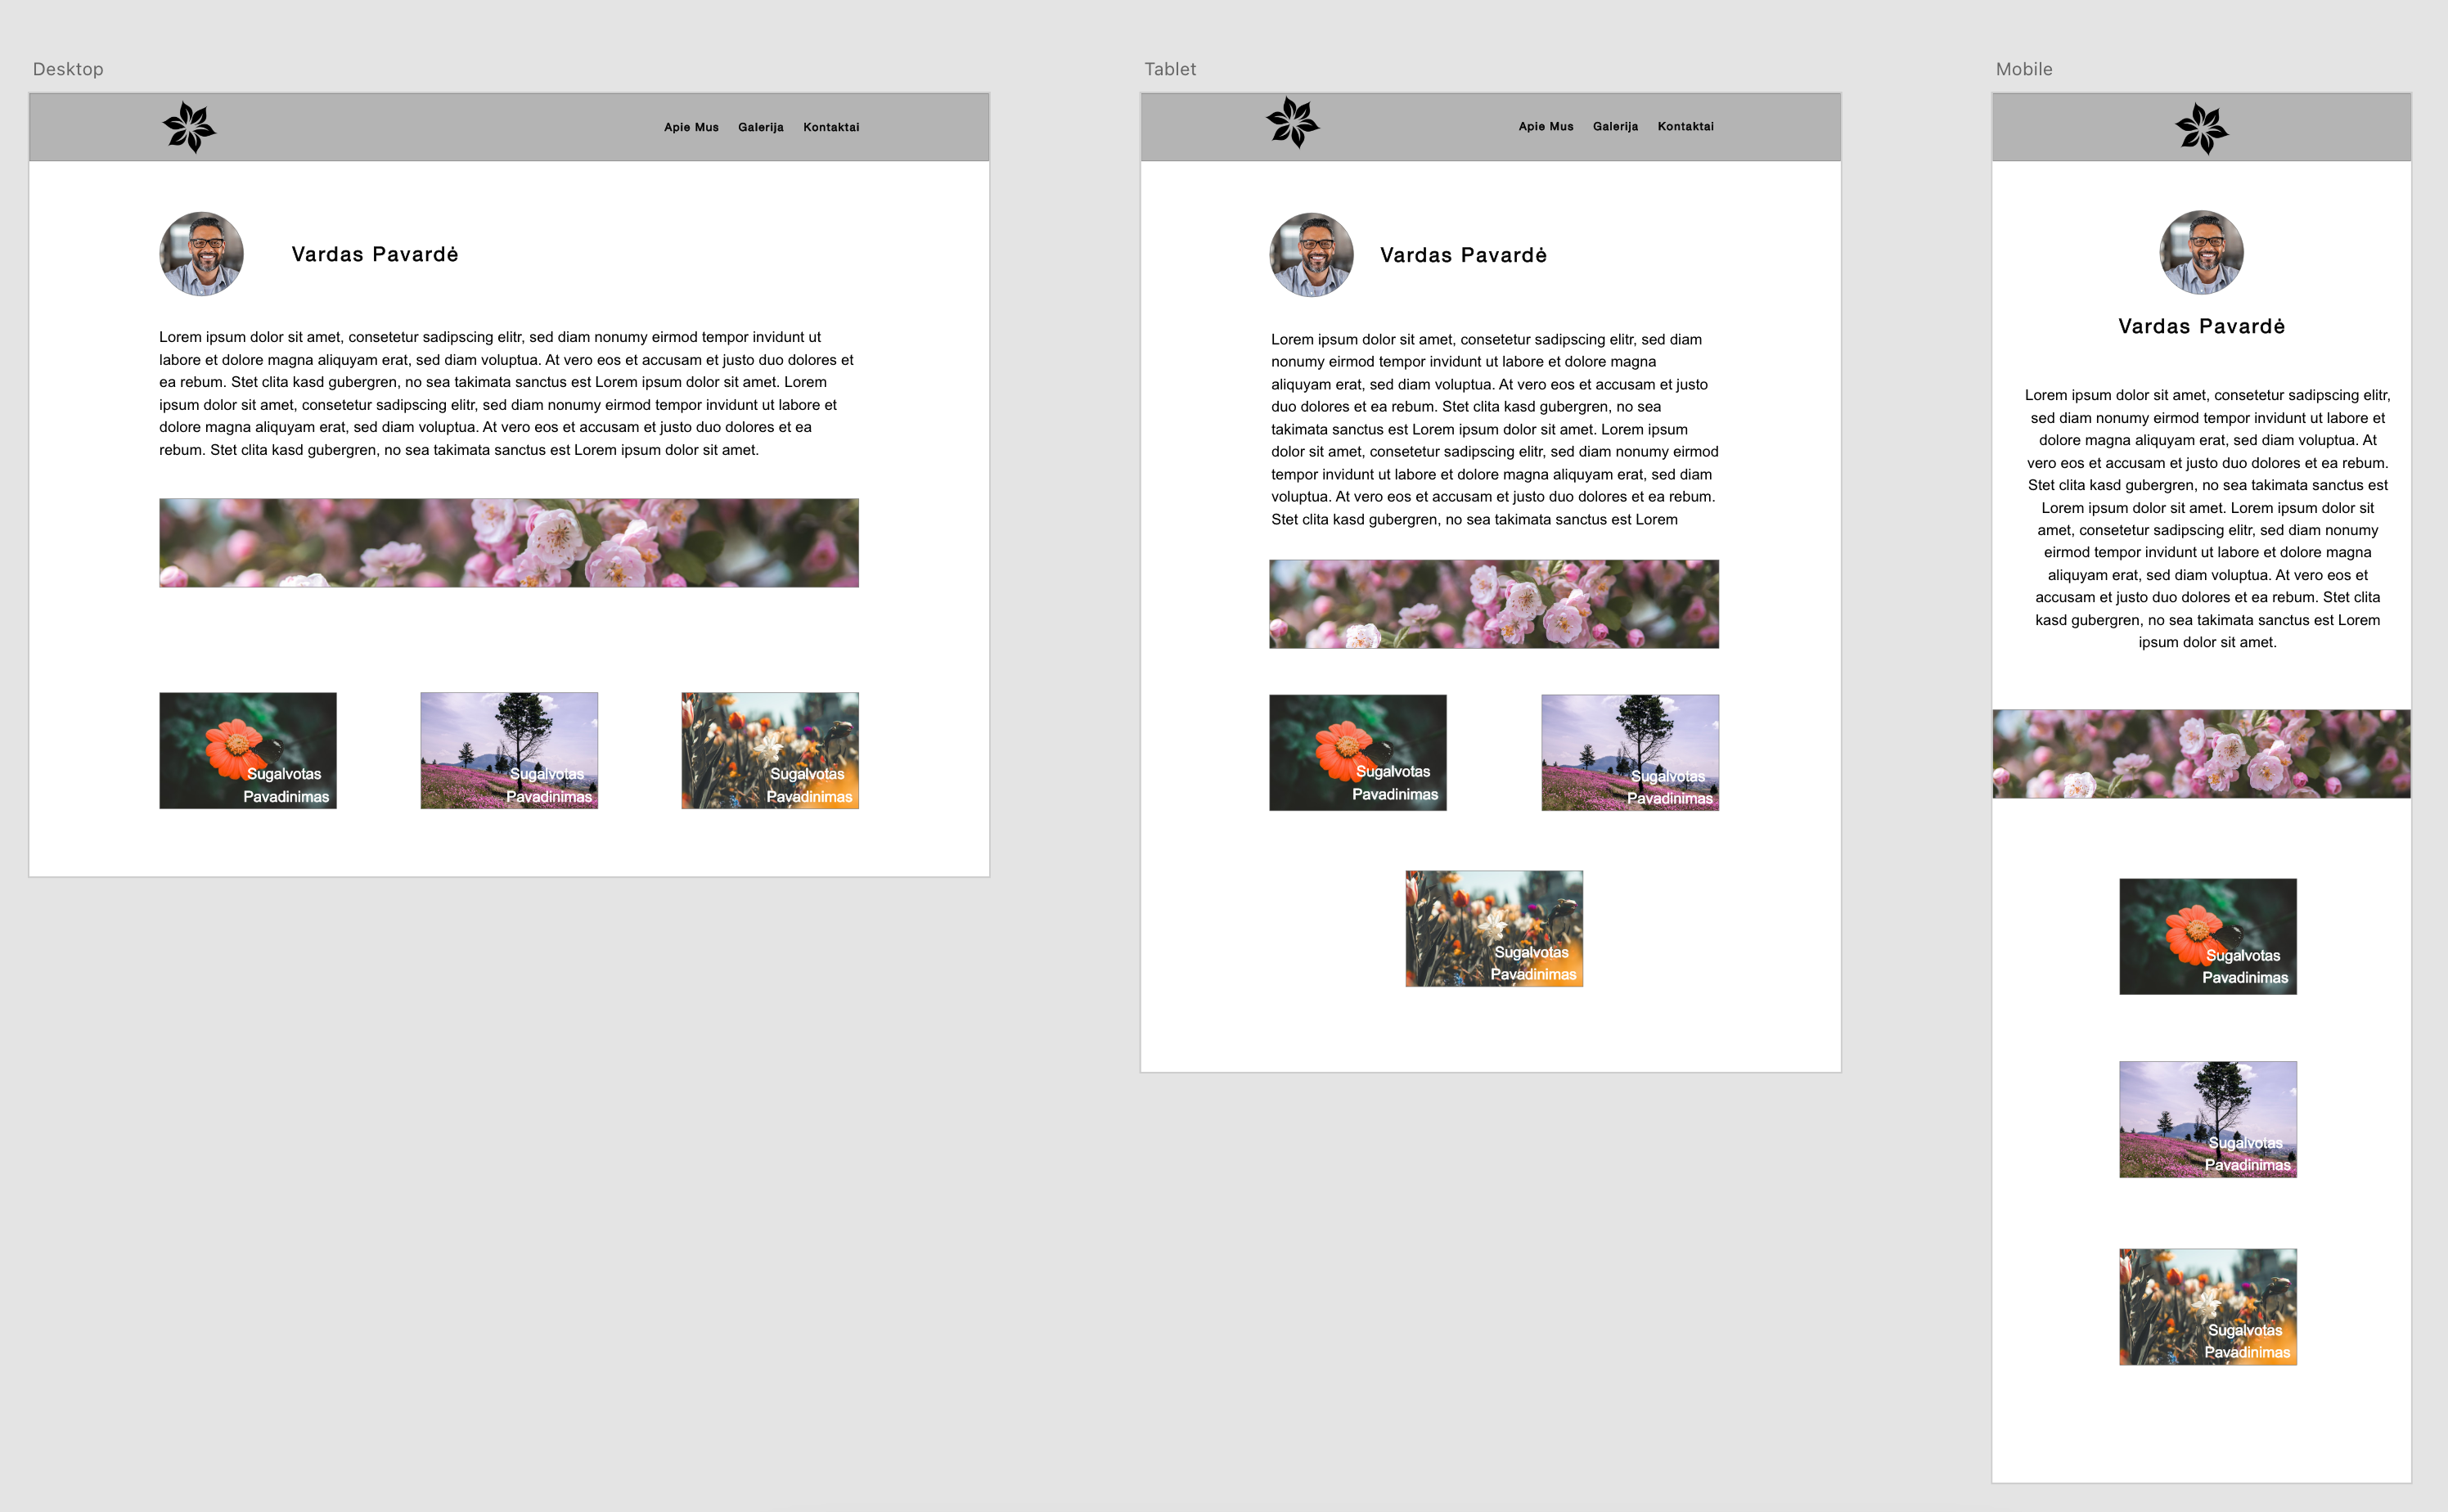 Desktop
Apie Mus Galerija Kontaktai
Vardas Pavardė
Lorem ipsum dolor sit amet, consetetur sadipscing elitr, sed diam nonumy eirmod tempor invidunt ut
labore et dolore magna aliquyam erat, sed diam voluptua. At vero eos et accusam et justo duo dolores et
ea rebum. Stet clita kasd gubergren, no sea takimata sanctus est Lorem ipsum dolor sit amet. Lorem
ipsum dolor sit amet, consetetur sadipscing elitr, sed diam nonumy eirmod tempor invidunt ut labore et
dolore magna aliquyam erat, sed diam voluptua. At vero eos et accusam et justo duo dolores et ea
rebum. Stet clita kasd gubergren, no sea takimata sanctus est Lorem ipsum dolor sit amet.
Sugalvotas
Pavadinimas
Sugalvotas
Pavadinimas
Sugalvotas
Pavadinimas
Tablet
Apie Mus Galerija Kontaktai
Vardas Pavardė
Lorem ipsum dolor sit amet, consetetur sadipscing elitr, sed diam
nonumy eirmod tempor invidunt ut labore et dolore magna
aliquyam erat, sed diam voluptua. At vero eos et accusam et justo
duo dolores et ea rebum. Stet clita kasd gubergren, no sea
takimata sanctus est Lorem ipsum dolor sit amet. Lorem ipsum
dolor sit amet, consetetur sadipscing elitr, sed diam nonumy eirmod
tempor invidunt ut labore et dolore magna aliquyam erat, sed diam
voluptua. At vero eos et accusam et justo duo dolores et ea rebum.
Stet clita kasd gubergren, no sea takimata sanctus est Lorem
Sugalvotas
Pavadinimas
Sugalvotas
Pavadinimas
Sugalvotas
Pavadinimas
Mobile
Vardas Pavardė
Lorem ipsum dolor sit amet, consetetur sadipscing elitr,
sed diam nonumy eirmod tempor invidunt ut labore et
dolore magna aliquyam erat, sed diam voluptua. At
vero eos et accusam et justo duo dolores et ea rebum.
Stet clita kasd gubergren, no sea takimata sanctus est
Lorem ipsum dolor sit amet. Lorem ipsum dolor sit
amet, consetetur sadipscing elitr, sed diam nonumy
eirmod tempor invidunt ut labore et dolore magna
aliquyam erat, sed diam voluptua. At vero eos et
accusam et justo duo dolores et ea rebum. Stet clita
kasd gubergren, no sea takimata sanctus est Lorem
ipsum dolor sit amet.
Sugalvotas
Pavadinimas
Sugalvotas
Pavadinimas
Sugalvotas
Pavadinimas